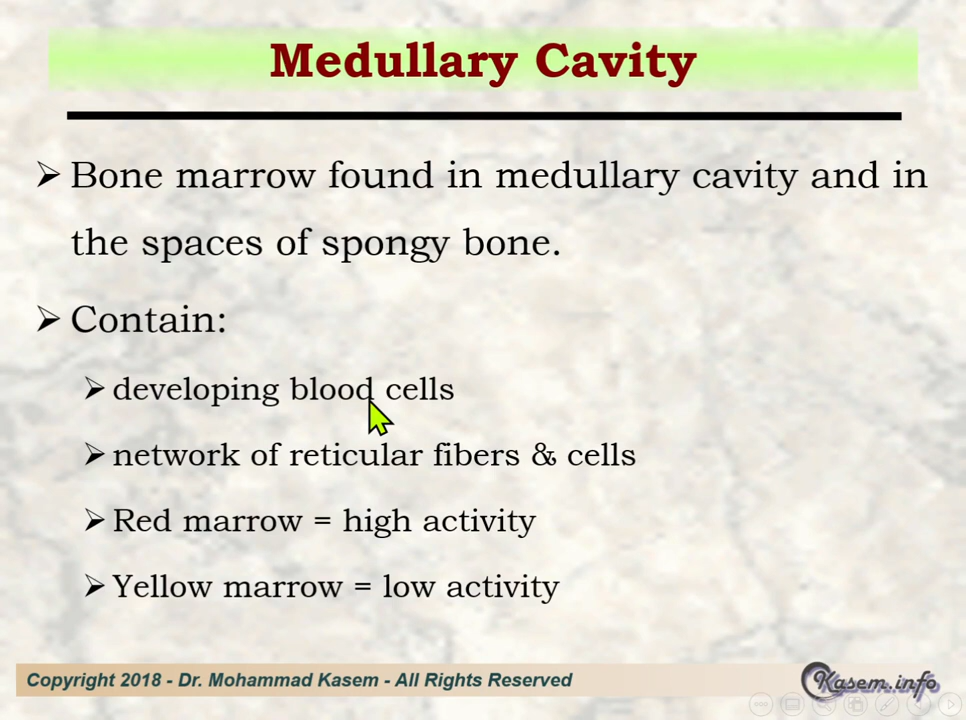 Medullary Cavity
➢ Bone marrow found in medullary cavity and in
the spaces of spongy bone.
➢ Contain:
➢ developing blood cells
➢ network of reticular fibers & cells
➢ Red marrow = high activity
➢ Yellow marrow = low activity
Copyright 2018 - Dr. Mohammad Kasem - All Rights Reserved
Kasem.info